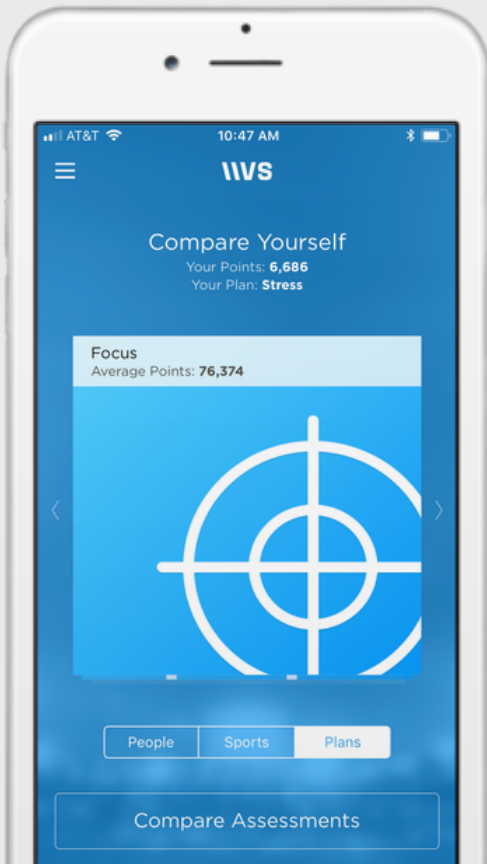 AT&T 10:47 AM
Compare Yourself
Your Points: 6,686
Your Plan: Stress
Focus
Average Points: 76,374
People Sports Plans
Compare Assessments